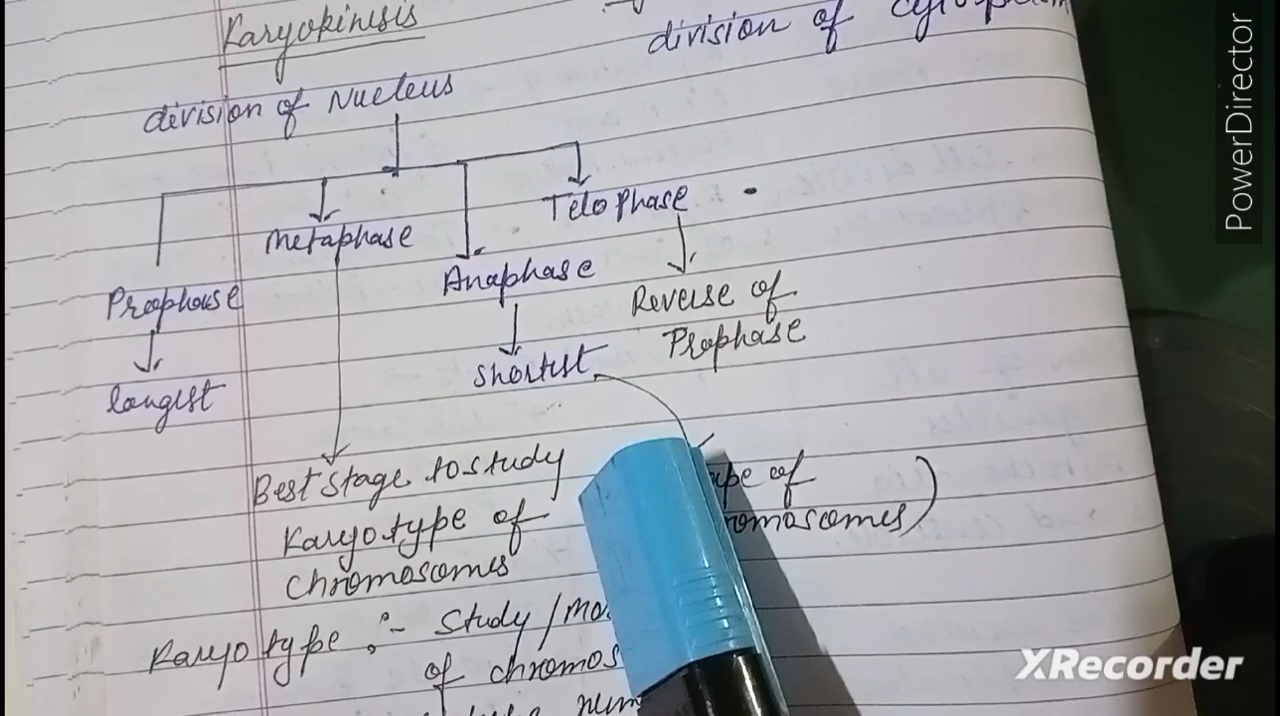 Karyokinesis
division of
division of Nucleus
Telophase
Metaphase
Anaphase
Prophase
Reverse of
Prophase
Shortest
longest
Best stage to study
Karyotype of
chromosomes
of
Karyotype :- Study /
of
PowerDirector
XRecorder